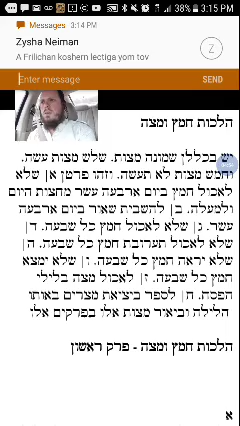 38% 3:15 PM
Messages • 3:14 PM
Zysha Neiman
A Frilichan koshern lectiga yom tov
Z
Enter message
SEND
הלכות חמץ ומצה
יש בכללן שמונה מצות. שלש מצות עשה.
וחמש מצות לא תעשה. וזהו פרטן א) שלא
לאכול חמץ ביום ארבעה עשר מחצות היום
ולמעלה. ב) להשבית שאור ביום ארבעה
עשר. ג) שלא לאכול חמץ כל שבעה. ד)
שלא לאכול תערובת חמץ כל שבעה. ה)
שלא יראה חמץ כל שבעה. ו) שלא ימצא
חמץ כל שבעה. ז) לאכול מצה בלילי
הפסח. ח) לספר ביציאת מצרים באותו
הלילה וביאור מצות אלו בפרקים אלו
הלכות חמץ ומצה - פרק ראשון
א